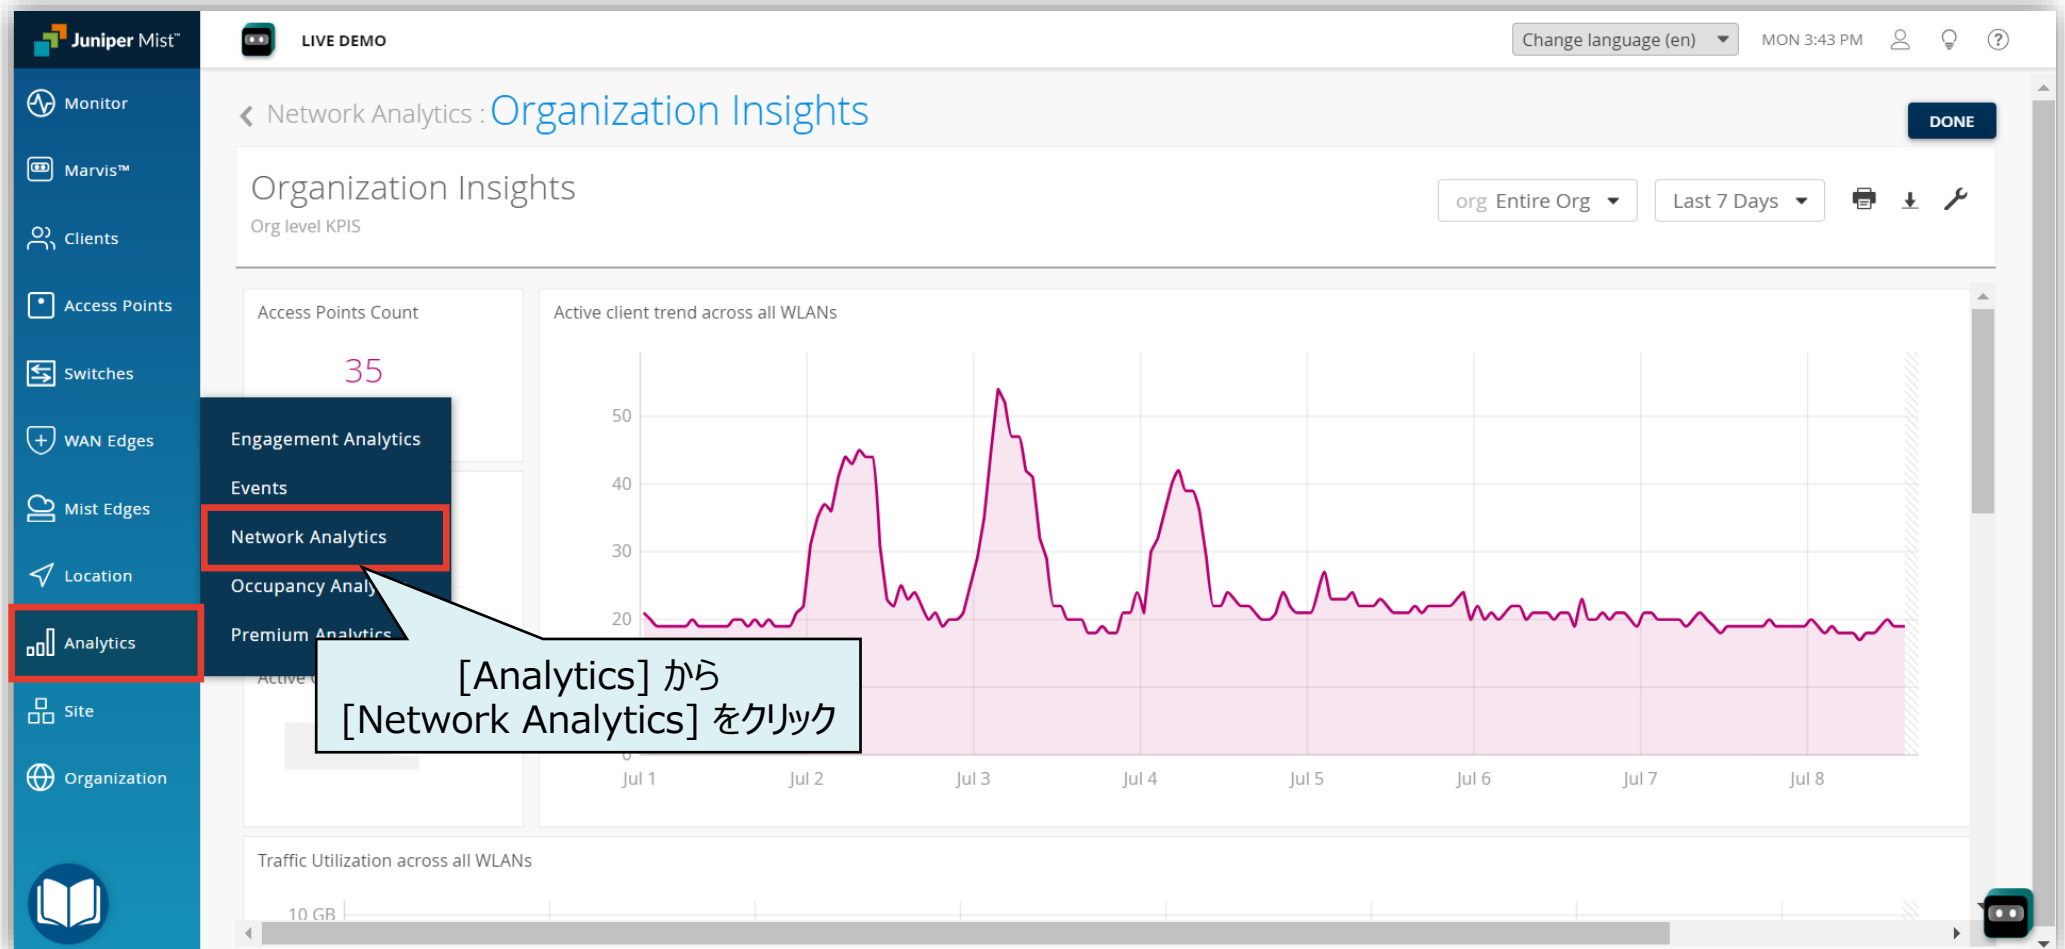 Juniper Mist™
LIVE DEMO
Change language (en)
MON 3:43 PM
Monitor
Marvis™
Clients
Access Points
Switches
WAN Edges
Mist Edges
Location
Analytics
Site
Organization
Network Analytics : Organization Insights
DONE
Organization Insights
Org level KPIS
org Entire Org
Last 7 Days
Access Points Count
35
Engagement Analytics
Events
Network Analytics
Occupancy Analy
Premium Analytics
Active
[Analytics] から
[Network Analytics] をクリック
Active client trend across all WLANs
50
40
30
20
0
Jul 1
Jul 2
Jul 3
Jul 4
Jul 5
Jul 6
Jul 7
Jul 8
Traffic Utilization across all WLANs
10 GB